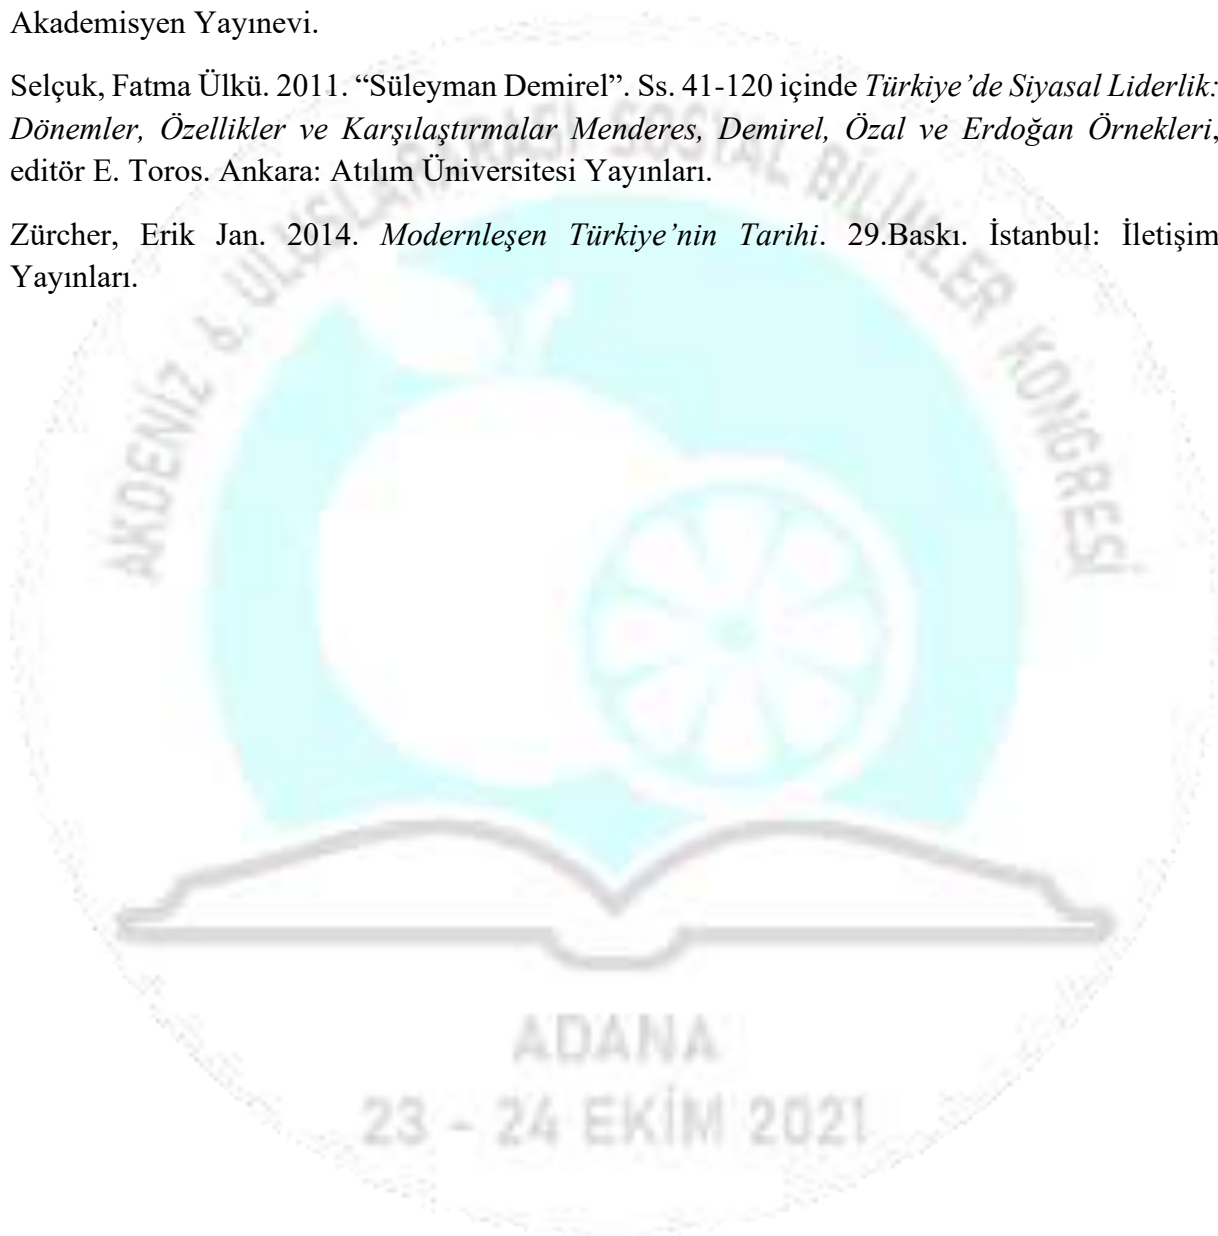 Akademisyen Yayınevi.
Selçuk, Fatma Ülkü. 2011. “Süleyman Demirel”. Ss. 41-120 içinde Türkiye’de Siyasal Liderlik:
Dönemler, Özellikler ve Karşılaştırmalar Menderes, Demirel, Özal ve Erdoğan Örnekleri,
editör E. Toros. Ankara: Atılım Üniversitesi Yayınları.
Zürcher, Erik Jan. 2014. Modernleşen Türkiye’nin Tarihi. 29.Baskı. İstanbul: İletişim
Yayınları.
AKDENİZ 6. ULUSLARARASI SOSYAL BİLİMLER KONGRESİ
ADANA
23 - 24 EKİM 2021